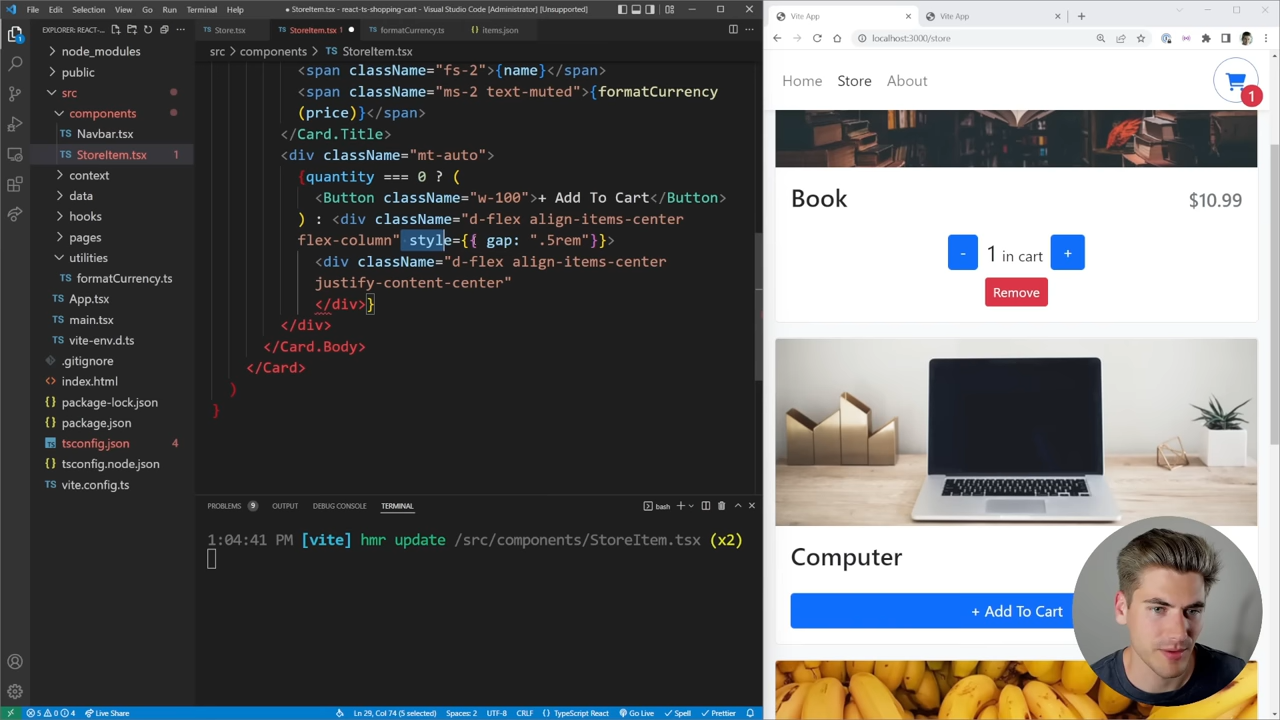 File Edit Selection View Go Run Terminal Help
● StoreItem.tsx - react-ts-shopping-cart - Visual Studio Code [Administrator] [Unsupported]
EXPLORER: REACT-...
node_modules
public
src
components
Navbar.tsx
StoreItem.tsx 1
context
data
hooks
pages
utilities
formatCurrency.ts
App.tsx
main.tsx
vite-env.d.ts
.gitignore
index.html
package-lock.json
package.json
tsconfig.json 4
tsconfig.node.json
vite.config.ts
Store.tsx StoreItem.tsx 1 ● formatCurrency.ts items.json
src > components > StoreItem.tsx
<span className="fs-2">{name}</span>
<span className="ms-2 text-muted">{formatCurrency
(price)}</span>
</Card.Title>
<div className="mt-auto">
{quantity === 0 ? (
<Button className="w-100">+ Add To Cart</Button>
) : <div className="d-flex align-items-center
flex-column" style={{ gap: ".5rem"}}>
<div className="d-flex align-items-center
justify-content-center"
</div>}
</div>
</Card.Body>
</Card>
)
}
PROBLEMS 9 OUTPUT DEBUG CONSOLE TERMINAL
bash
1:04:41 PM [vite] hmr update /src/components/StoreItem.tsx (x2)
5 0 4 Live Share
Ln 29, Col 74 (5 selected) Spaces: 2 UTF-8 CRLF TypeScript React Go Live Spell Prettier
Vite App
Vite App
localhost:3000/store
Home Store About
1
Book $10.99
- 1 in cart +
Remove
Computer
+ Add To Cart